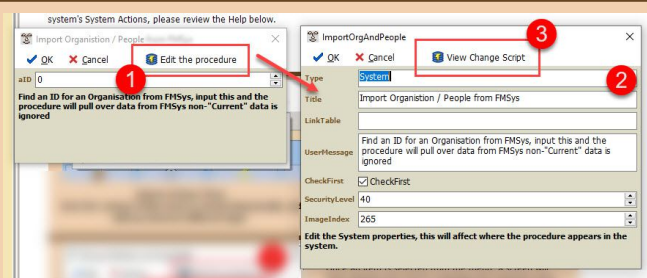 system's System Actions, please review the Help below.
Import Organistion / People
Edit the procedure
OK
Cancel
1
aID 0
Find an ID for an Organisation from FMSys, input this and the
procedure will pull over data from FMSys non-"Current" data is
ignored
ImportOrgAndPeople
3
OK
Cancel
View Change Script
2
Type System
Title Import Organistion / People from FMSys
LinkTable
UserMessage Find an ID for an Organisation from FMSys, input this and the
procedure will pull over data from FMSys non-"Current" data is
ignored
CheckFirst CheckFirst
SecurityLevel 40
ImageIndex 265
Edit the System properties, this will affect where the procedure appears in the
system.